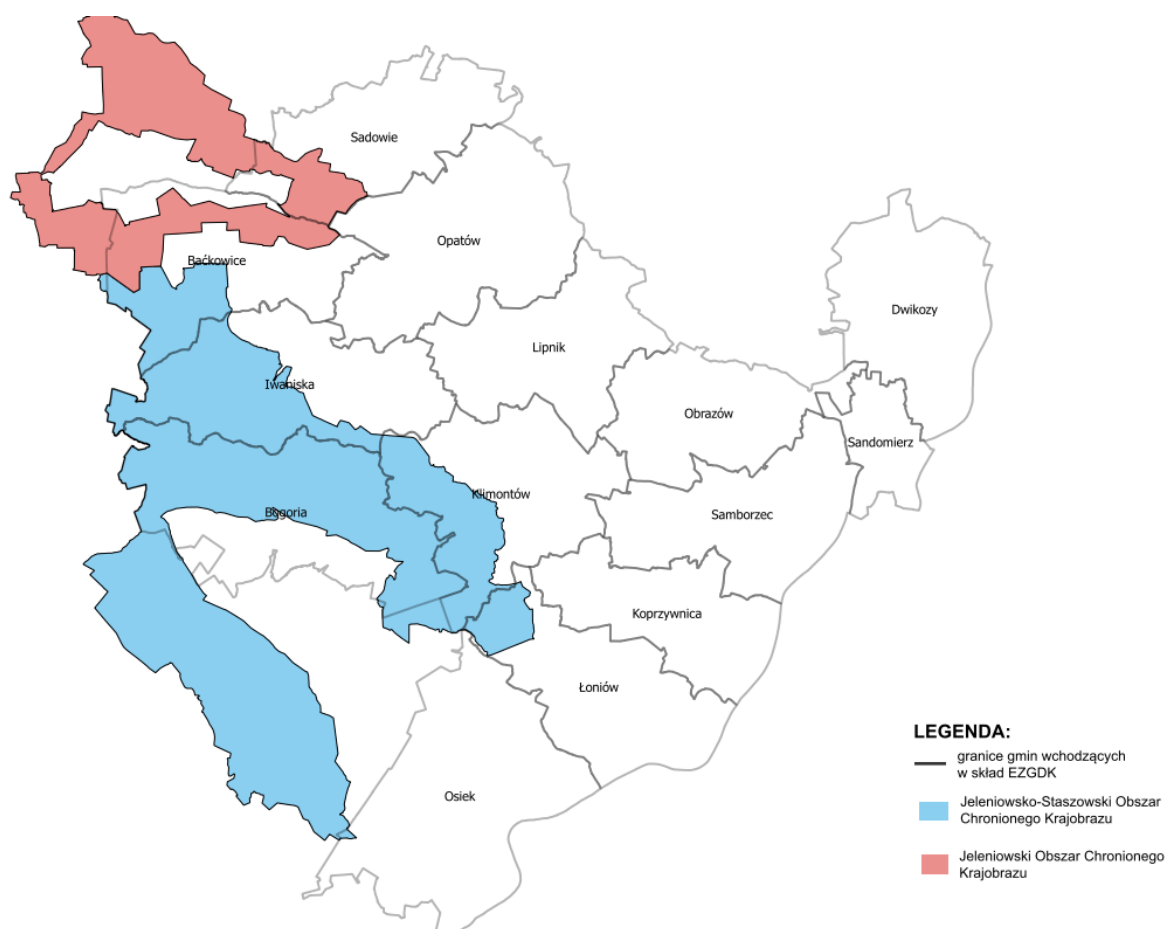 Sadowie
Opatów
Baćkowice
Dwikozy
Lipnik
Iwaniska
Obrazów
Sandomierz
Klimontów
Bogoria
Samborzec
Koprzywnica
Łoniów
Osiek
LEGENDA:
granice gmin wchodzących
w skład EZGDK
Jeleniowsko-Staszowski Obszar
Chronionego Krajobrazu
Jeleniowski Obszar Chronionego
Krajobrazu